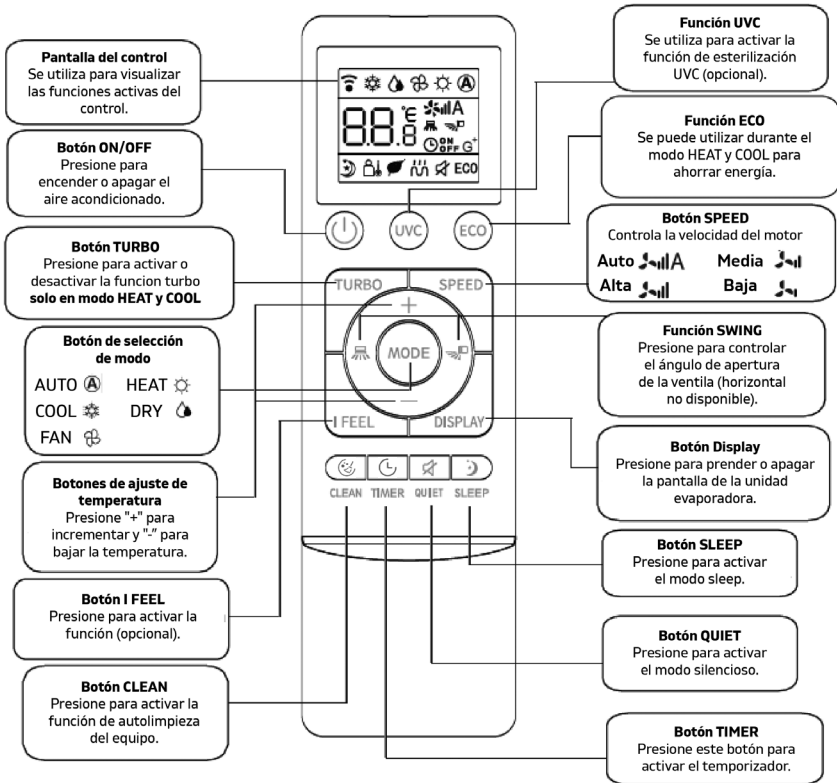 Pantalla del control
Se utiliza para visualizar
las funciones activas del
control.
Botón ON/OFF
Presione para
encender o apagar el
aire acondicionado.
Botón TURBO
Presione para activar o
desactivar la funcion turbo
solo en modo HEAT y COOL
Botón de selección
de modo
AUTO A HEAT
COOL DRY
FAN
Botones de ajuste de
temperatura
Presione "+" para
incrementar y "-" para
bajar la temperatura.
Botón I FEEL
Presione para activar la
función (opcional).
Botón CLEAN
Presione para activar la
función de autolimpieza
del equipo.
A
88.8 °F A
ON
OFF G+
ECO
UVC ECO
TURBO SPEED
+
MODE
-
I FEEL DISPLAY
CLEAN TIMER QUIET SLEEP
Función UVC
Se utiliza para activar la
función de esterilización
UVC (opcional).
Función ECO
Se puede utilizar durante el
modo HEAT y COOL para
ahorrar energía.
Botón SPEED
Controla la velocidad del motor
Auto A Media
Alta Baja
Función SWING
Presione para controlar
el ángulo de apertura
de la ventila (horizontal
no disponible).
Botón Display
Presione para prender o apagar
la pantalla de la unidad
evaporadora.
Botón SLEEP
Presione para activar
el modo sleep.
Botón QUIET
Presione para activar
el modo silencioso.
Botón TIMER
Presione este botón para
activar el temporizador.